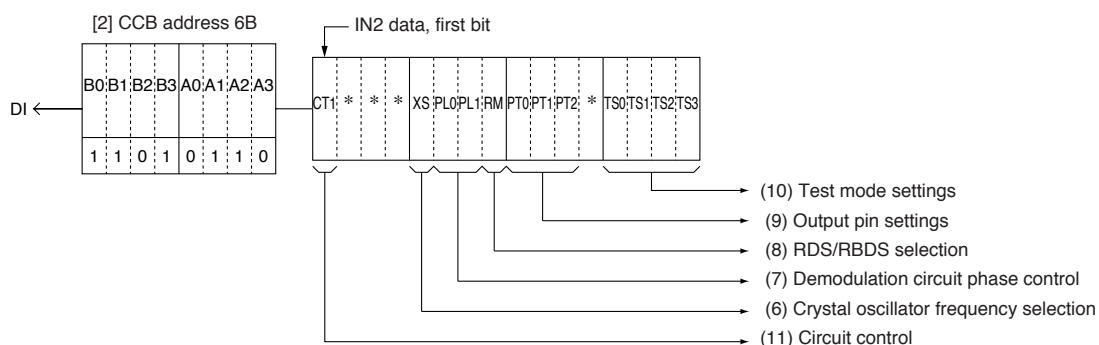 [2] CCB address 6B
IN2 data, first bit
DI
B0 B1 B2 B3 A0 A1 A2 A3
1 1 0 1 0 1 1 0
CT1 * * * XS PL0 PL1 RM PT0 PT1 PT2 * TS0 TS1 TS2 TS3
(10) Test mode settings
(9) Output pin settings
(8) RDS/RBDS selection
(7) Demodulation circuit phase control
(6) Crystal oscillator frequency selection
(11) Circuit control